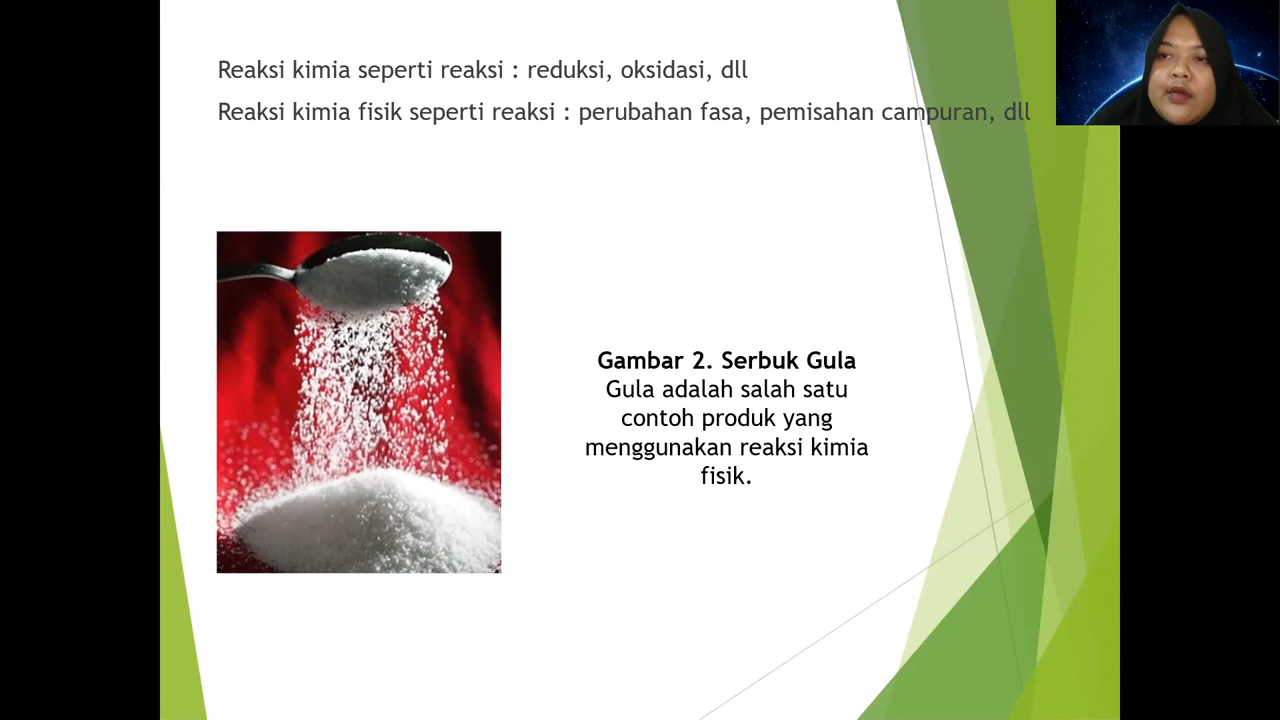 Reaksi kimia seperti reaksi : reduksi, oksidasi, dll
Reaksi kimia fisik seperti reaksi : perubahan fasa, pemisahan campuran, dll
Gambar 2. Serbuk Gula
Gula adalah salah satu
contoh produk yang
menggunakan reaksi kimia
fisik.